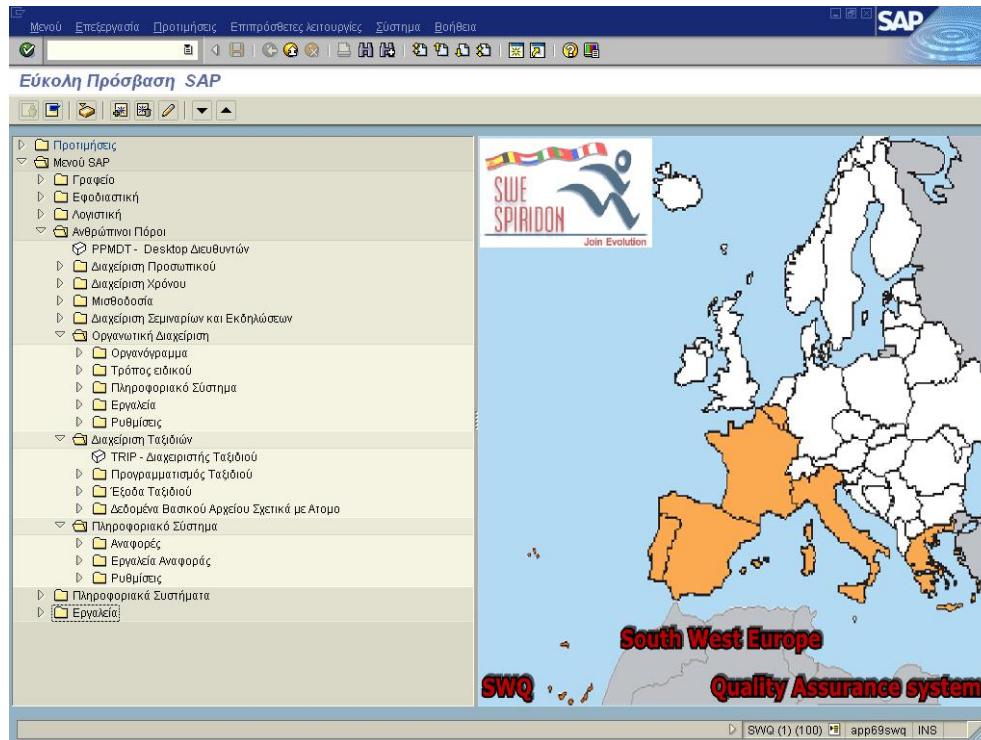 Μενού Επεξεργασία Προτιμήσεις Επιπρόσθετες λειτουργίες Σύστημα Βοήθεια
SAP
Εύκολη Πρόσβαση SAP
Προτιμήσεις
Μενού SAP
Γραφείο
Εφοδιαστική
Λογιστική
Ανθρώπινοι Πόροι
PPMDT - Desktop Διευθυντών
Διαχείριση Προσωπικού
Διαχείριση Χρόνου
Μισθοδοσία
Διαχείριση Σεμιναρίων και Εκδηλώσεων
Οργανωτική Διαχείριση
Οργανόγραμμα
Τρόπος ειδικού
Πληροφοριακό Σύστημα
Εργαλεία
Ρυθμίσεις
Διαχείριση Ταξιδιών
TRIP - Διαχειριστής Ταξιδιού
Προγραμματισμός Ταξιδιού
Έξοδα Ταξιδιού
Δεδομένα Βασικού Αρχείου Σχετικά με Ατομο
Πληροφοριακό Σύστημα
Αναφορές
Εργαλεία Αναφοράς
Ρυθμίσεις
Πληροφοριακά Συστήματα
Εργαλεία
SWE
SPIRIDON
Join Evolution
South West Europe
SWQ Quality Assurance system
SWQ (1) (100) app69swq INS